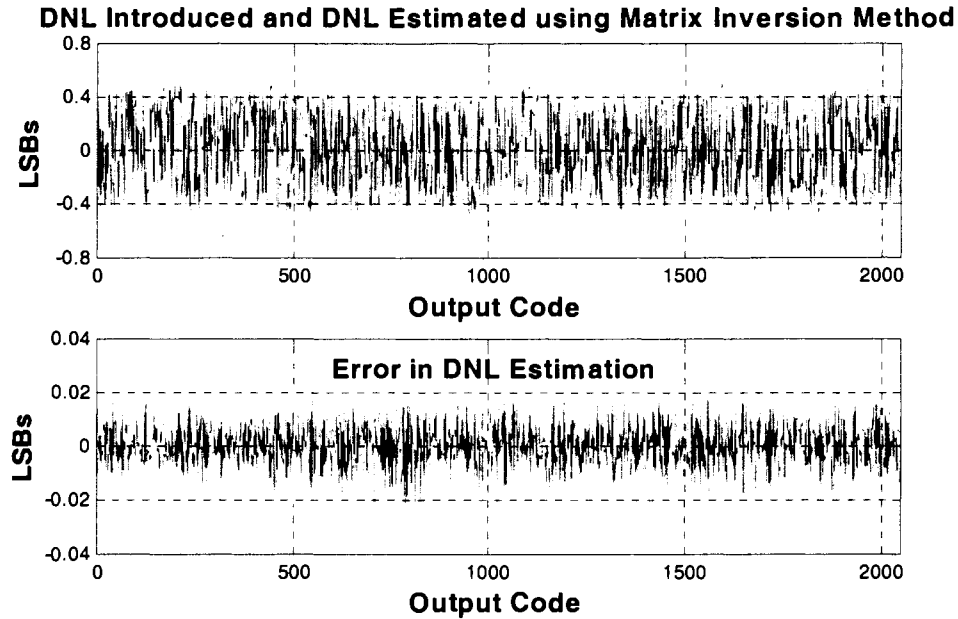 DNL Introduced and DNL Estimated using Matrix Inversion Method
0.8
0.4
0
-0.4
-0.8
LSBs
0 500 1000 1500 2000
Output Code
Error in DNL Estimation
0.04
0.02
0
-0.02
-0.04
LSBs
0 500 1000 1500 2000
Output Code